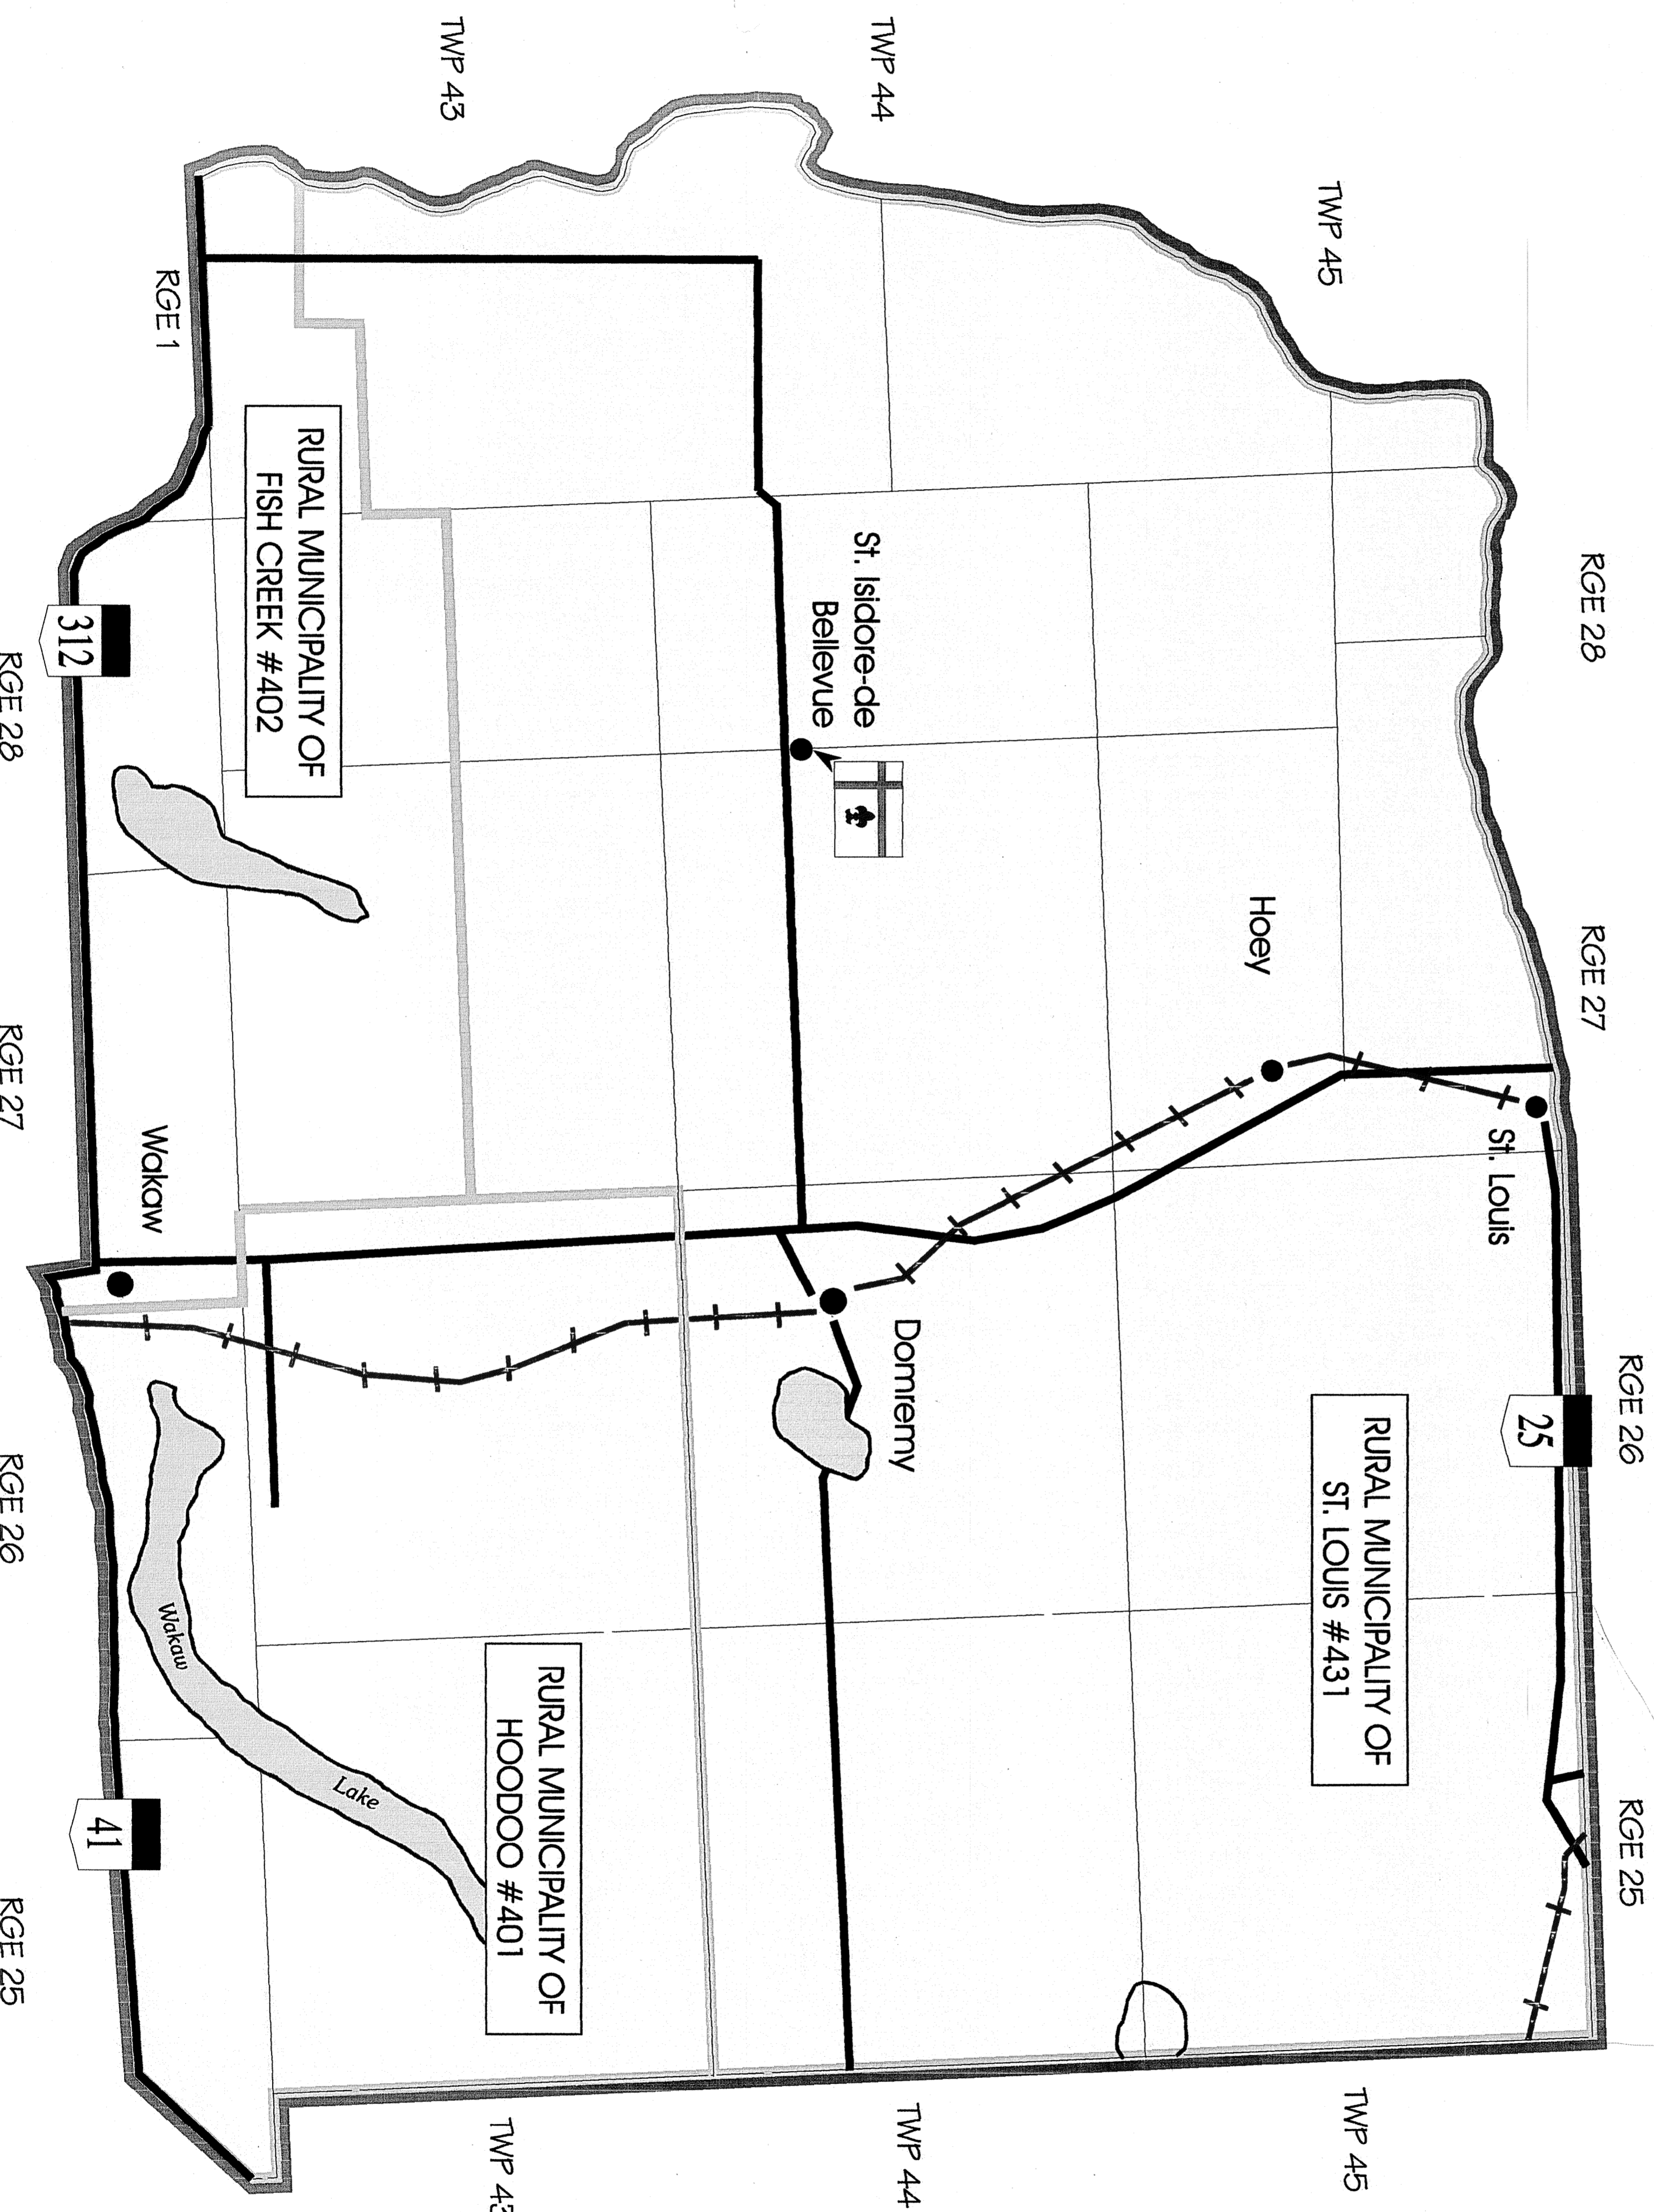 RGE 28
RGE 27
RGE 26
RGE 25
TWP 45
TWP 45
St. Louis
25
RURAL MUNICIPALITY OF
ST. LOUIS #431
Hoey
TWP 44
TWP 44
St. Isidore-de
Bellevue
Domremy
TWP 43
TWP 43
RURAL MUNICIPALITY OF
HOODOO #401
RURAL MUNICIPALITY OF
FISH CREEK #402
Lake
Wakaw
Wakaw
RGE 1
312
41
RGE 28
RGE 27
RGE 26
RGE 25